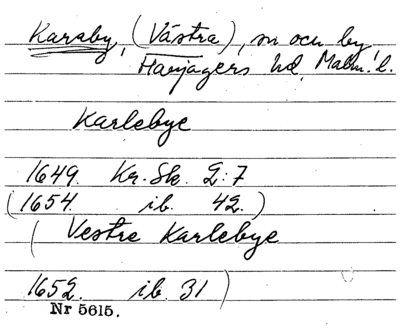 Karaby, (Västra), sn och by
Harjagers hd, Malm. l.
Karlebye
1649. Kr. Sk. 2:7
(1654. ib. 42.)
( Vestre Karlebye
1652. ib. 31 )
Nr 5615.